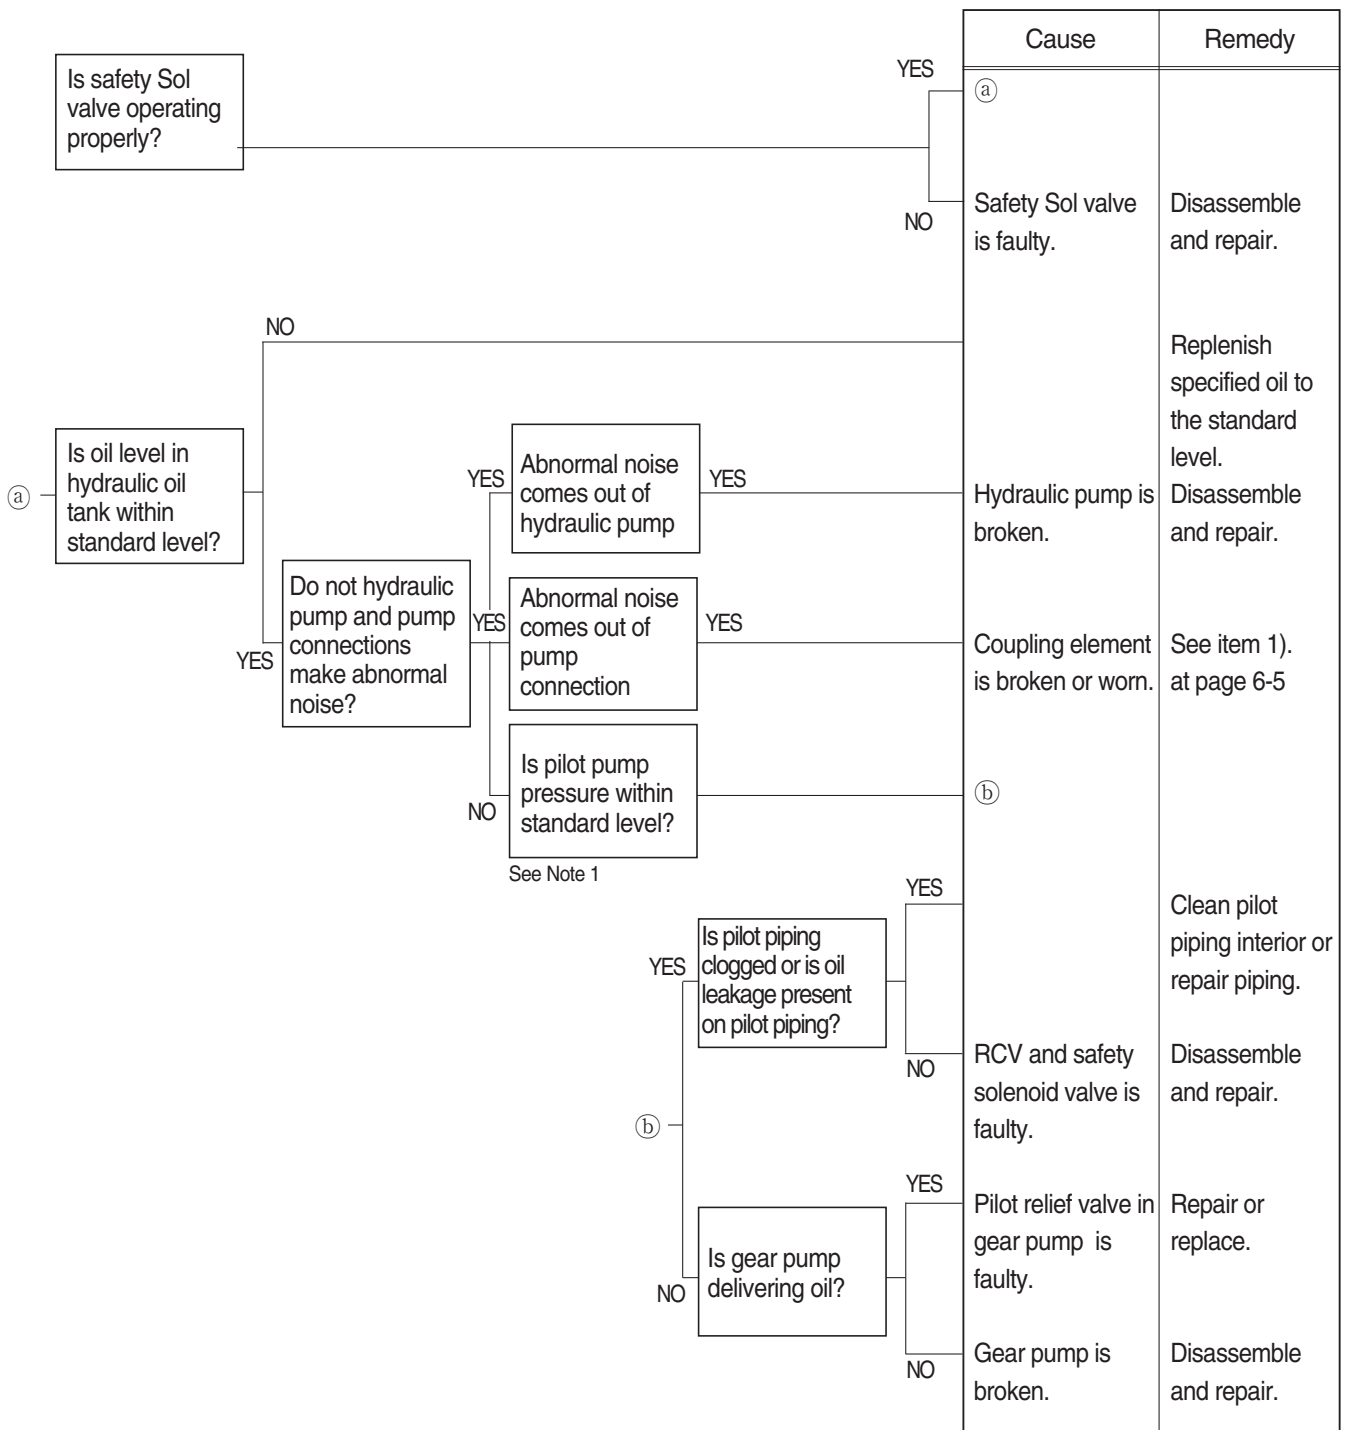 Cause
Remedy
Is safety Sol
valve operating
properly?
YES
ⓐ
NO
Safety Sol valve
is faulty.
Disassemble
and repair.
NO
Replenish
specified oil to
the standard
level.
ⓐ
Is oil level in
hydraulic oil
tank within
standard level?
YES
Do not hydraulic
pump and pump
connections
make abnormal
noise?
YES
YES
Abnormal noise
comes out of
hydraulic pump
YES
Hydraulic pump is
broken.
Disassemble
and repair.
Abnormal noise
comes out of
pump
connection
YES
Coupling element
is broken or worn.
See item 1).
at page 6-5
NO
Is pilot pump
pressure within
standard level?
See Note 1
ⓑ
ⓑ
YES
Is pilot piping
clogged or is oil
leakage present
on pilot piping?
YES
Clean pilot
piping interior or
repair piping.
NO
RCV and safety
solenoid valve is
faulty.
Disassemble
and repair.
NO
Is gear pump
delivering oil?
YES
Pilot relief valve in
gear pump is
faulty.
Repair or
replace.
NO
Gear pump is
broken.
Disassemble
and repair.